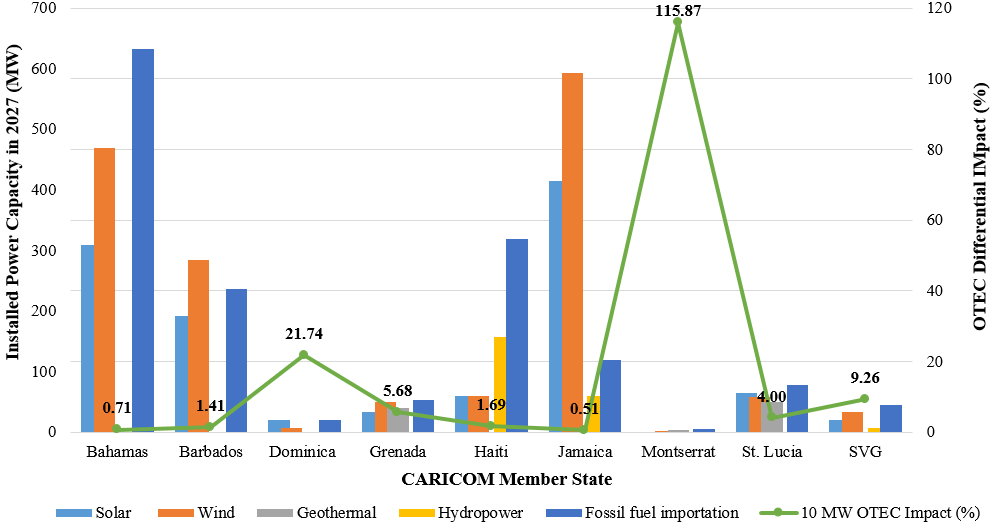 700
600
500
400
300
200
100
0
Installed Power Capacity in 2027 (MW)
120
100
80
60
40
20
0
OTEC Differential IMpact (%)
0.71
1.41
21.74
5.68
1.69
0.51
115.87
4.00
9.26
Bahamas
Barbados
Dominica
Grenada
Haiti
Jamaica
Montserrat
St. Lucia
SVG
CARICOM Member State
Solar
Wind
Geothermal
Hydropower
Fossil fuel importation
10 MW OTEC Impact (%)